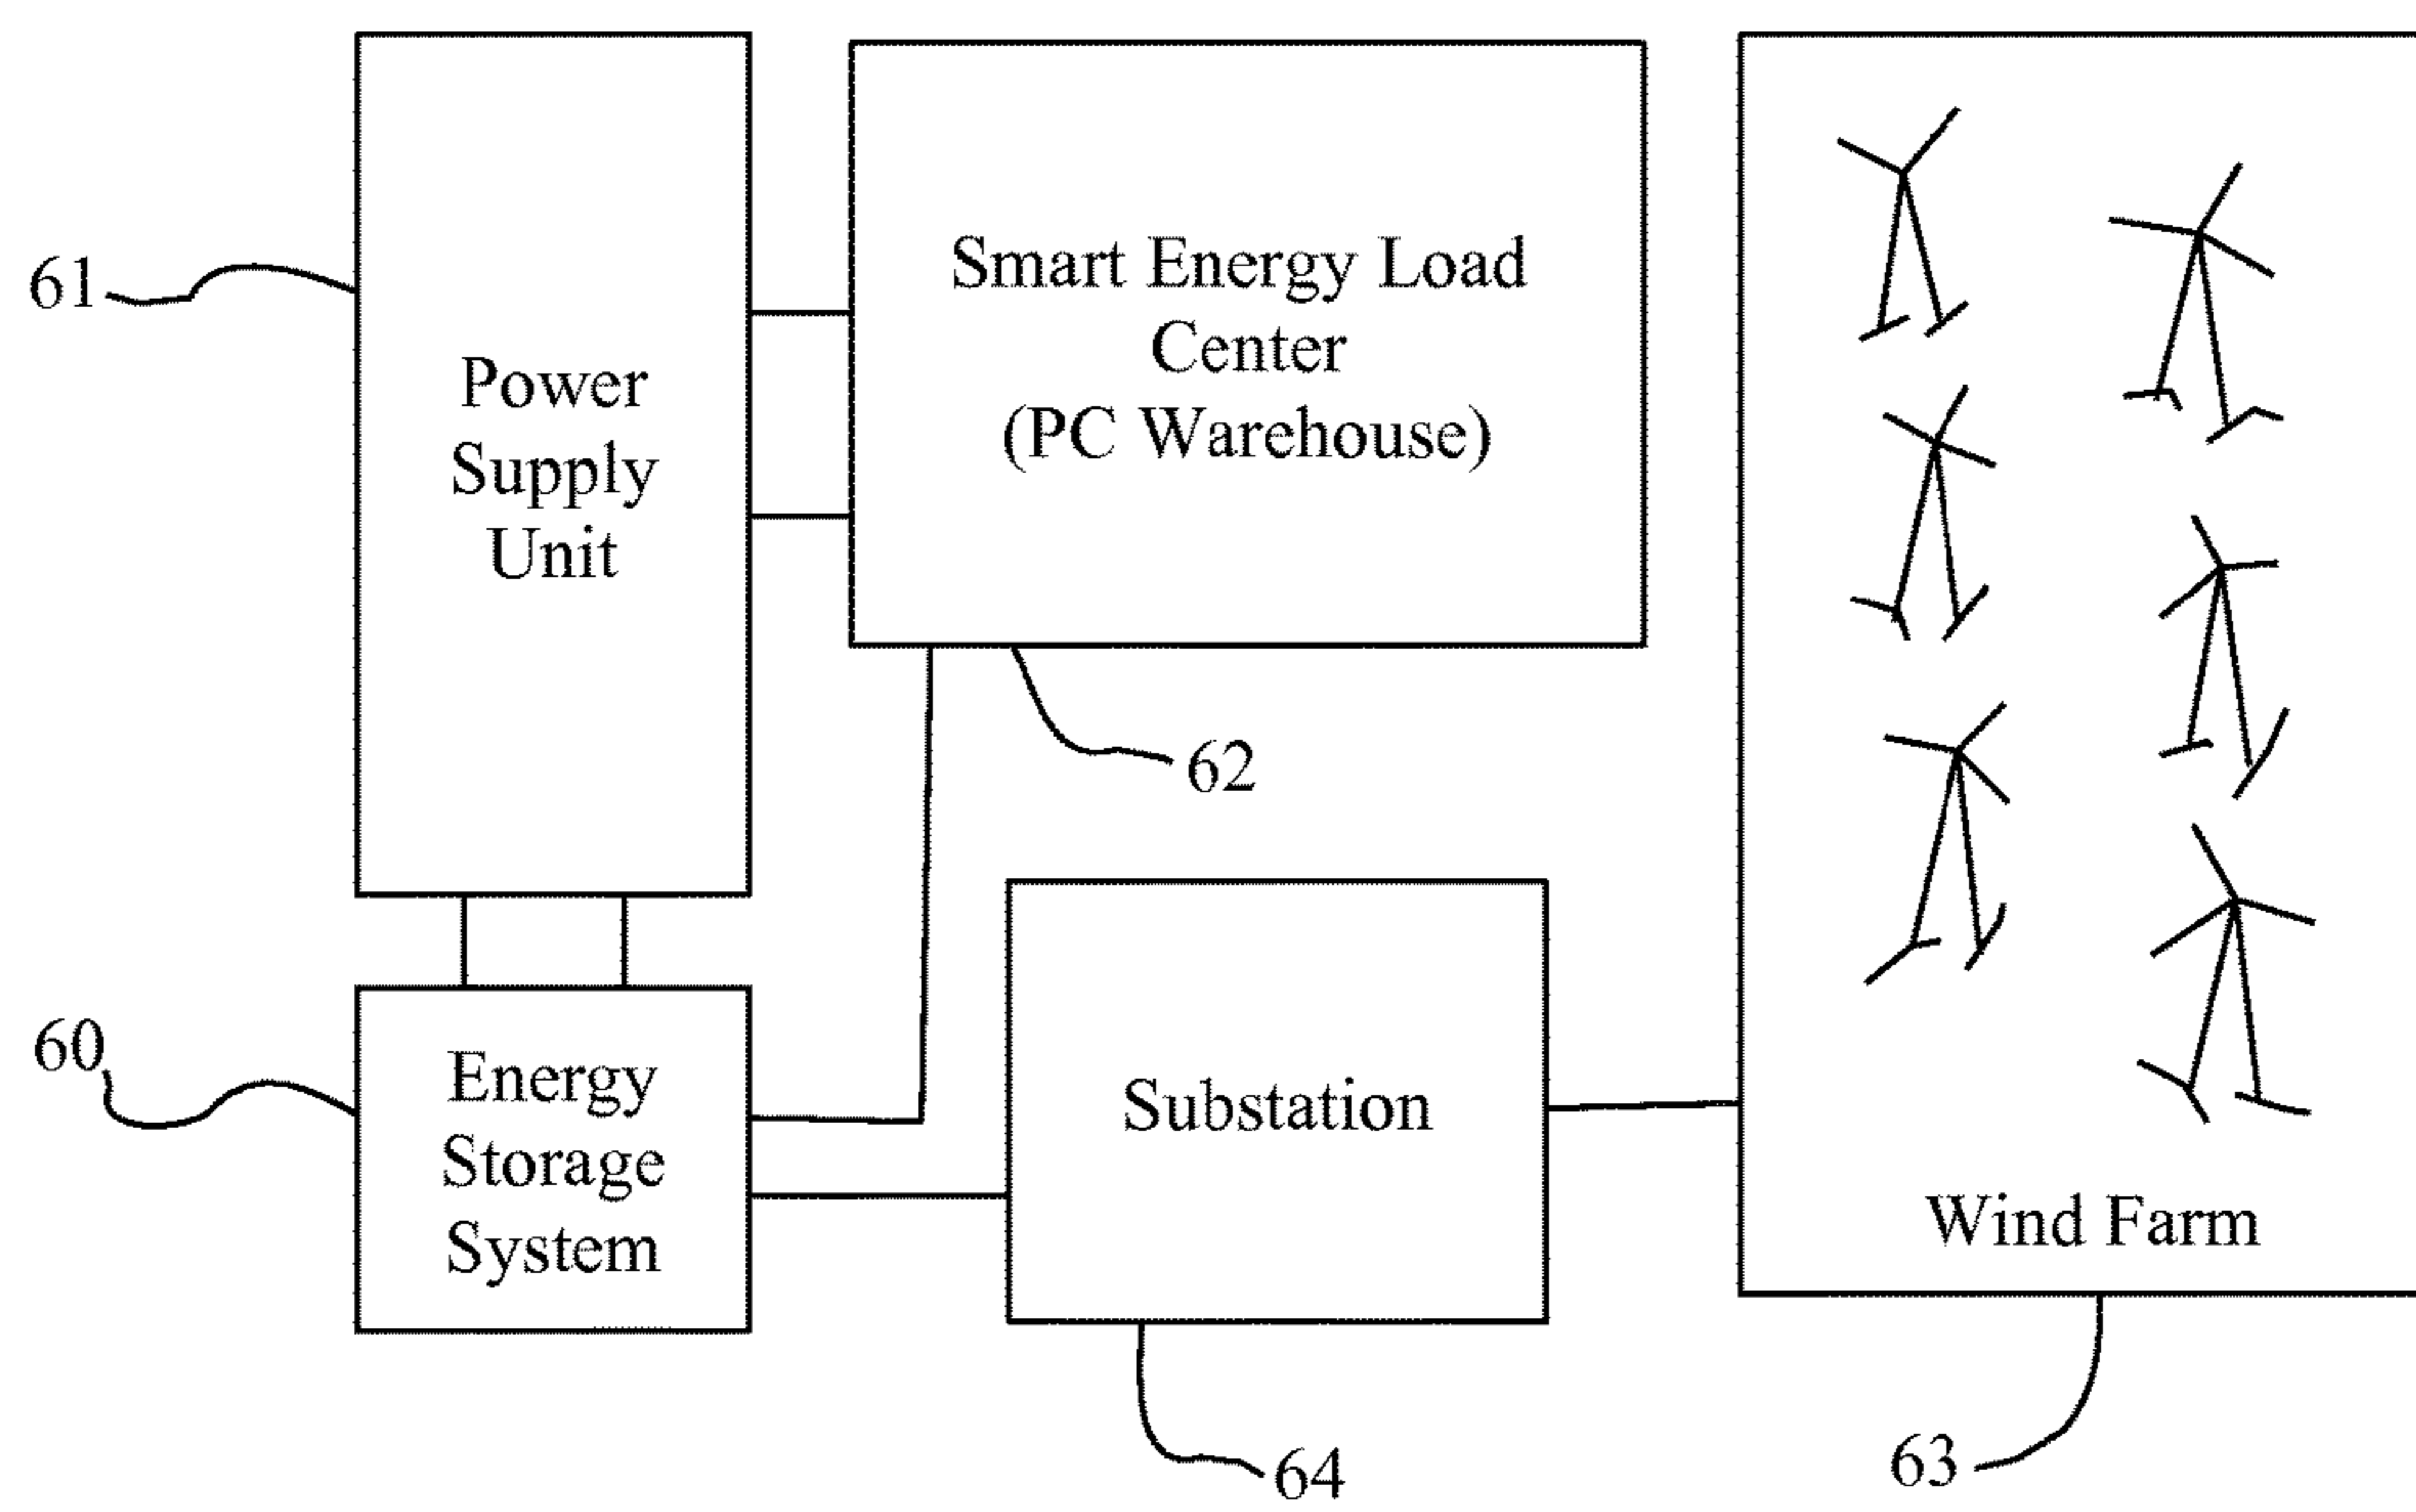 61
Power
Supply
Unit
Smart Energy Load
Center
(PC Warehouse)
62
60
Energy
Storage
System
Substation
64
Wind Farm
63